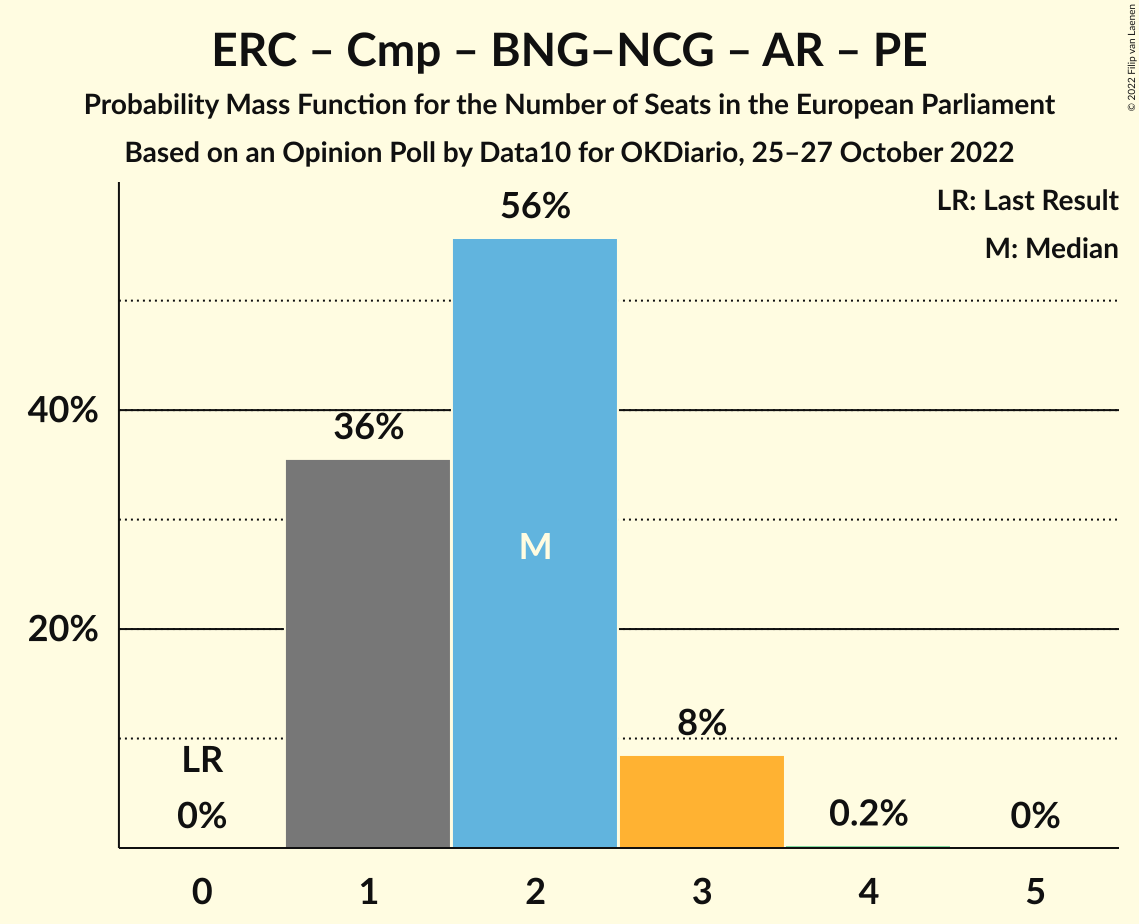 ERC – Cmp – BNG–NCG – AR – PE
Probability Mass Function for the Number of Seats in the European Parliament
Based on an Opinion Poll by Data10 for OKDiario, 25–27 October 2022
© 2022 Filip van Laenen
LR: Last Result
M: Median
56%
40%
36%
M
20%
8%
LR
0%
0.2%
0%
0 1 2 3 4 5